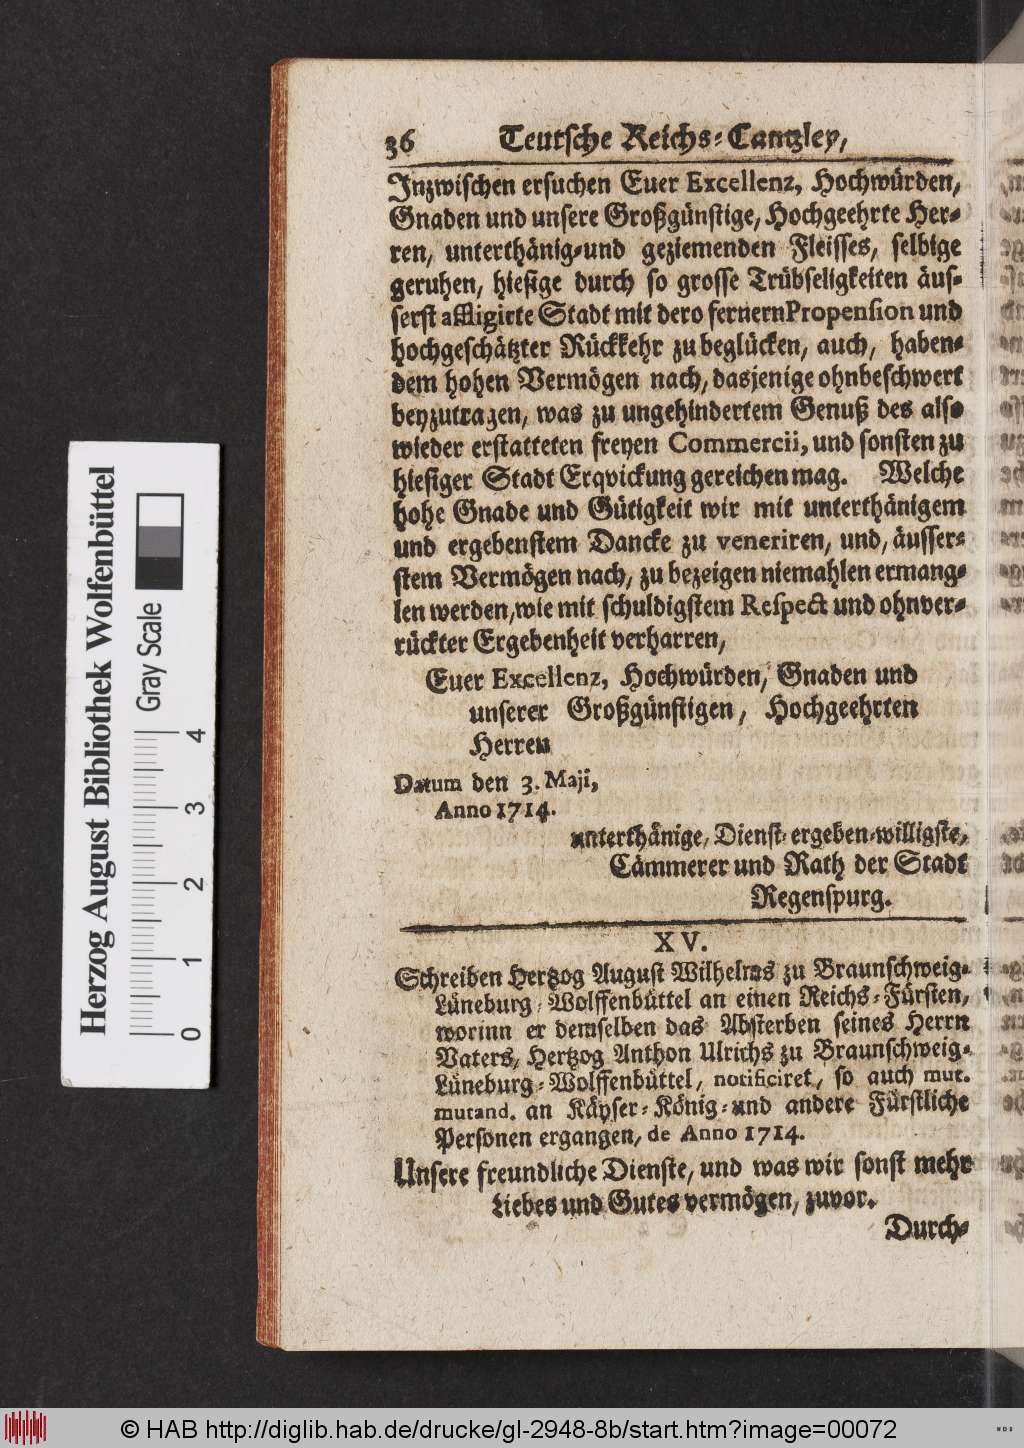 36 Teutsche Reichs-Cantzley,
Inzwischen ersuchen Euer Excellenz, Hochwürden,
Gnaden und unsere Großgünstige, Hochgeehrte Her-
ren, unterthänig-und geziemenden Fleisses, selbige
geruhen, hiesige durch so grosse Trübseligkeiten äus-
serst affligirte Stadt mit dero fernern Propension und
hochgeschätzter Rückkehr zu beglücken, auch, haben-
dem hohen Vermögen nach, dasjenige ohnbeschwert
beyzutragen, was zu ungehindertem Genuß des also
wieder erstatteten freyen Commercii, und sonsten zu
hiesiger Stadt Erqvickung gereichen mag. Welche
hohe Gnade und Gütigkeit wir mit unterthänigem
und ergebenstem Dancke zu veneriren, und, äusser-
stem Vermögen nach, zu bezeigen niemahlen ermang-
len werden, wie mit schuldigstem Respect und ohnver-
rückter Ergebenheit verharren,
Euer Excellenz, Hochwürden, Gnaden und
unserer Großgünstigen, Hochgeehrten
Herren
Datum den 3. Maji,
Anno 1714.
unterthänige, Dienst-ergeben-willigste,
Cämmerer und Rath der Stadt
Regenspurg.
XV.
Schreiben Hertzog August Wilhelms zu Braunschweig-
Lüneburg-Wolffenbüttel an einen Reichs-Fürsten,
worinn er demselben das Absterben seines Herrn
Vaters, Hertzog Anthon Ulrichs zu Braunschweig-
Lüneburg-Wolffenbüttel, notificiret, so auch mut.
mutand. an Käyser-König-und andere Fürstliche
Personen ergangen, de Anno 1714.
Unsere freundliche Dienste, und was wir sonst mehr
Liebes und Gutes vermögen, zuvor.
Durch-
Herzog August Bibliothek Wolfenbüttel
Gray Scale
0 1 2 3 4
© HAB http://diglib.hab.de/drucke/gl-2948-8b/start.htm?image=00072